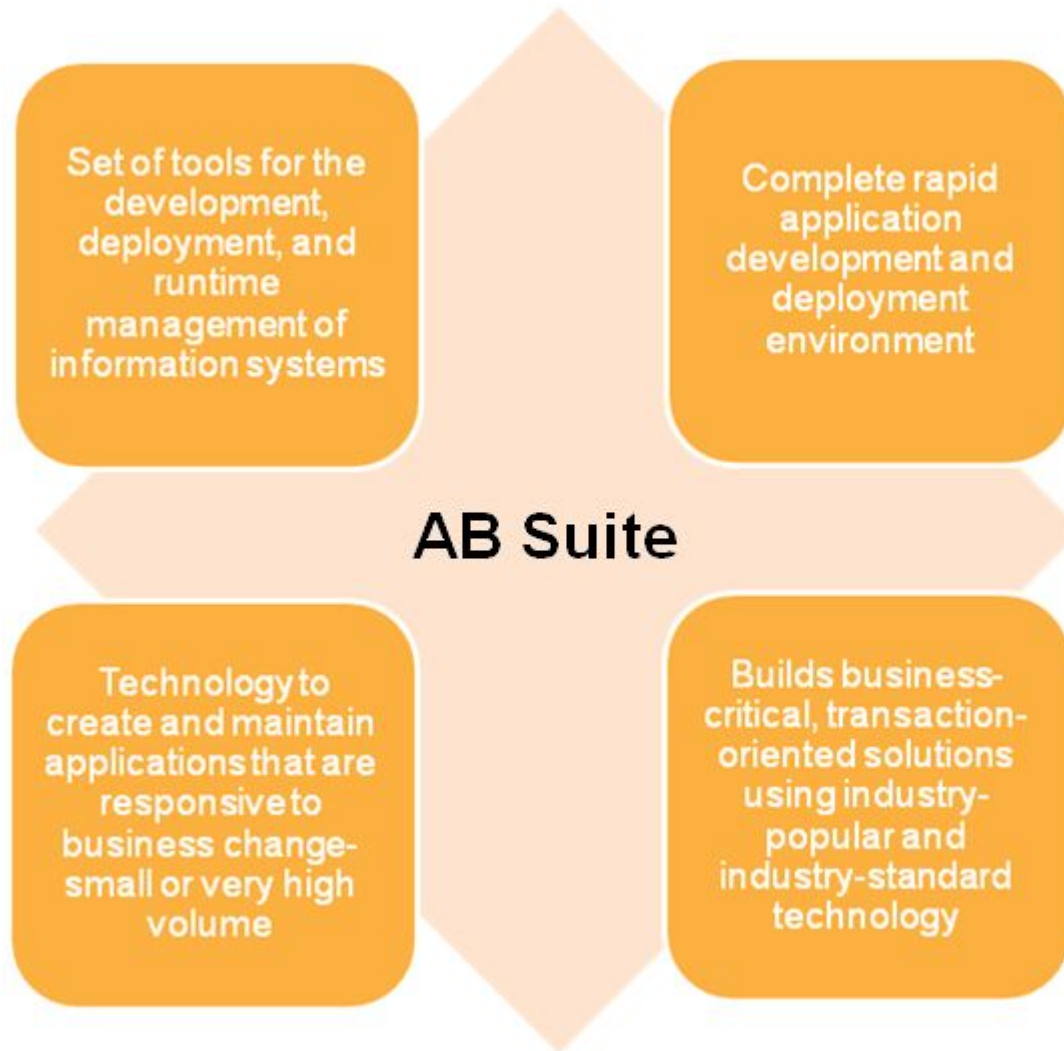 Set of tools for the
development,
deployment, and
runtime
management of
information systems
Complete rapid
application
development and
deployment
environment
AB Suite
Technology to
create and maintain
applications that are
responsive to
business change-
small or very high
volume
Builds business-
critical, transaction-
oriented solutions
using industry-
popular and
industry-standard
technology